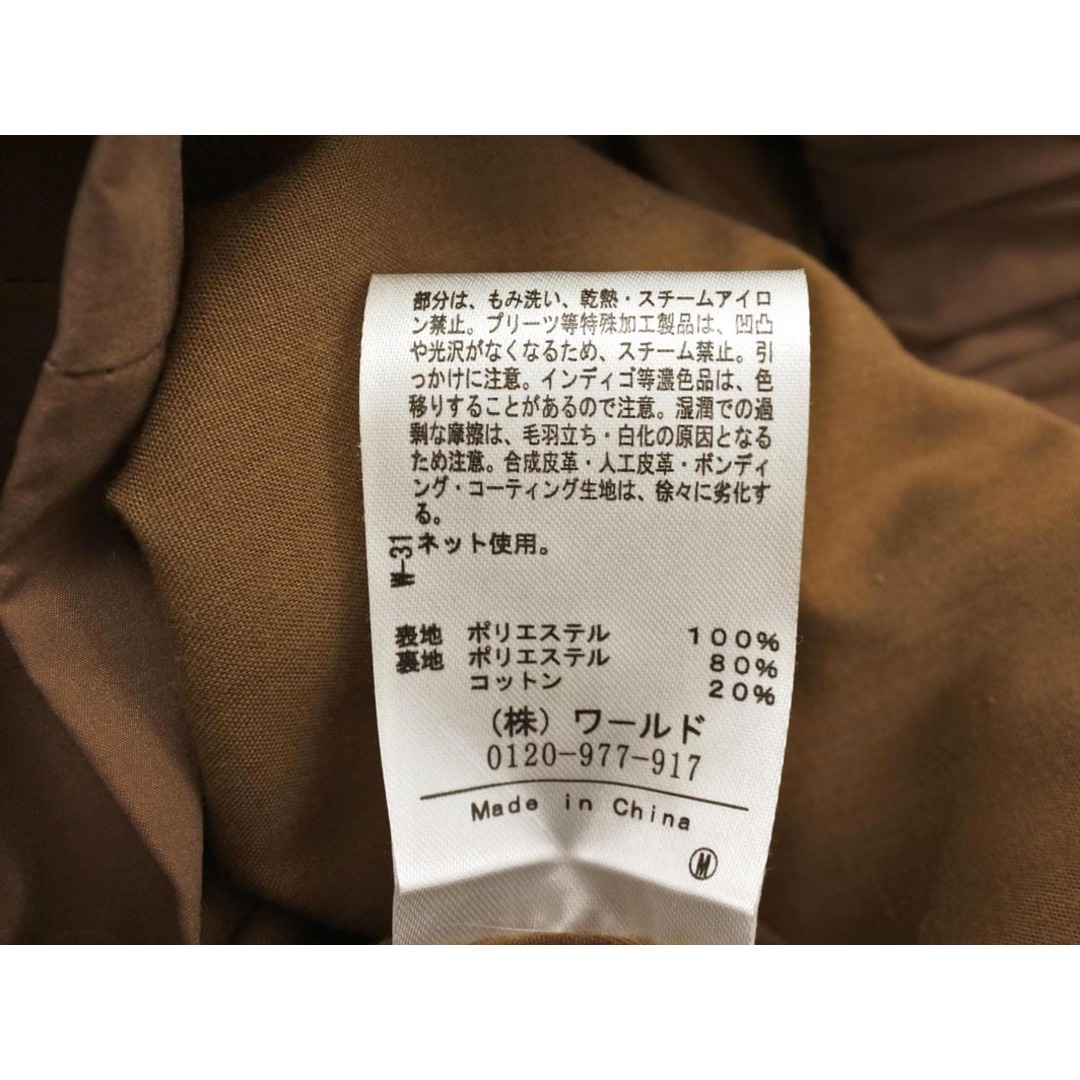 部分は、もみ洗い、乾熱・スチームアイロ
ン禁止。プリーツ等特殊加工製品は、凹凸
や光沢がなくなるため、スチーム禁止。引
っかけに注意。インディゴ等濃色品は、色
移りすることがあるので注意。湿潤での過
剰な摩擦は、毛羽立ち・白化の原因となる
ため注意。合成皮革・人工皮革・ボンディ
ング・コーティング生地は、徐々に劣化す
る。
W-31
ネット使用。
表地 ポリエステル 100%
裏地 ポリエステル 80%
コットン 20%
(株) ワールド
0120-977-917
Made in China
M